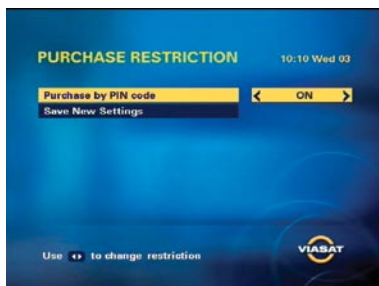 PURCHASE RESTRICTION 10:10 Wed 03
Purchase by PIN code ON
Save New Settings
Use to change restriction
VIASAT